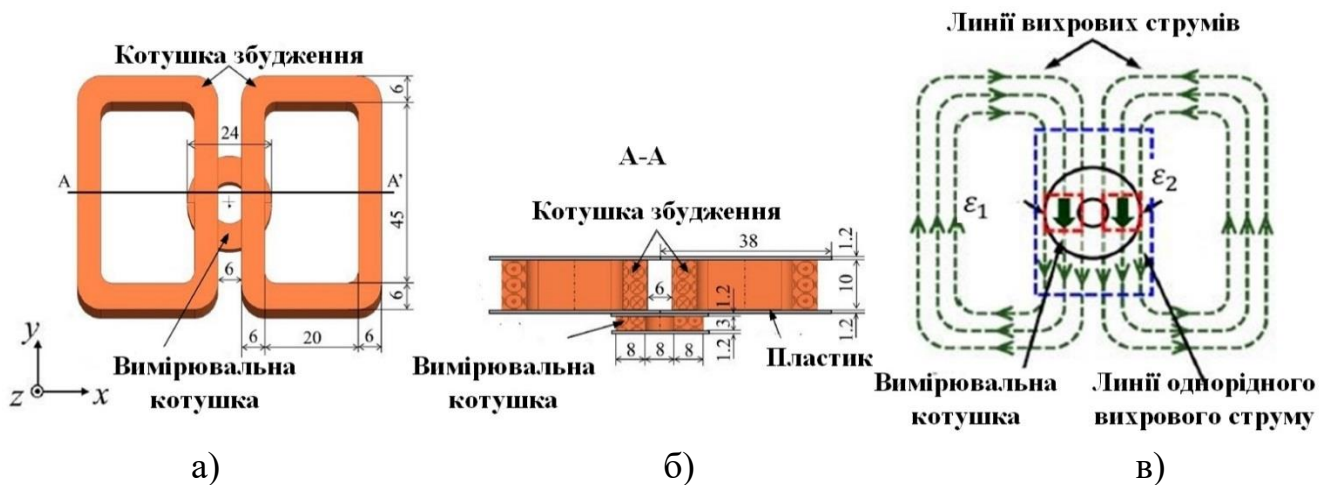 Котушка збудження
6
24
A
A'
45
6
6
6
20
6
Вимірювальна
котушка
y
z
x
а)
А-А
Котушка збудження
38
1.2
6
1.2
10
3
1.2
1.2
8
8
8
Вимірювальна
котушка
Пластик
б)
Линії вихрових струмів
ε1
ε2
Вимірювальна
котушка
Линії однорідного
вихрового струму
в)